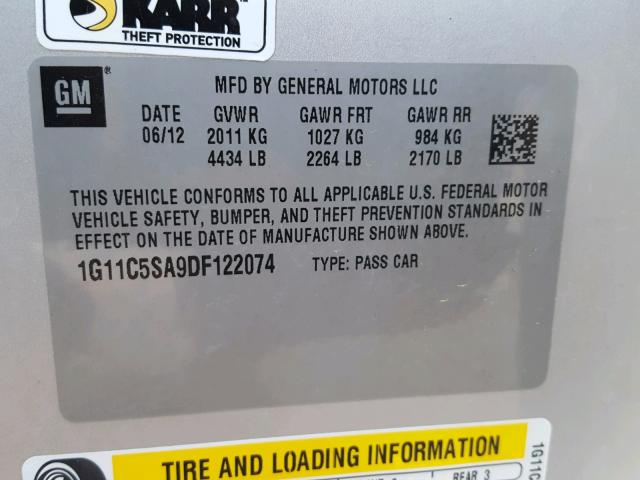 KARR
THEFT PROTECTION
GM ®
MFD BY GENERAL MOTORS LLC
DATE GVWR GAWR FRT GAWR RR
06/12 2011 KG 1027 KG 984 KG
4434 LB 2264 LB 2170 LB
THIS VEHICLE CONFORMS TO ALL APPLICABLE U.S. FEDERAL MOTOR
VEHICLE SAFETY, BUMPER, AND THEFT PREVENTION STANDARDS IN
EFFECT ON THE DATE OF MANUFACTURE SHOWN ABOVE.
1G11C5SA9DF122074 TYPE: PASS CAR
TIRE AND LOADING INFORMATION
REAR 3
1G11C